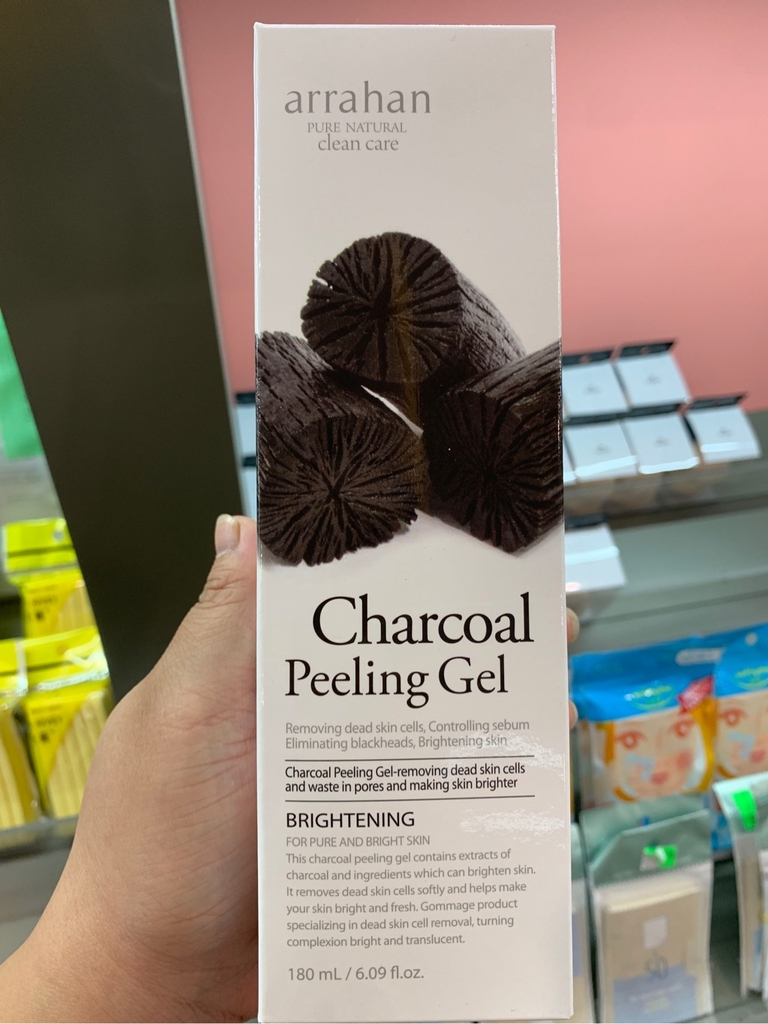 arrahan
PURE NATURAL
clean care
Charcoal
Peeling Gel
Removing dead skin cells, Controlling sebum
Eliminating blackheads, Brightening skin
Charcoal Peeling Gel-removing dead skin cells
and waste in pores and making skin brighter
BRIGHTENING
FOR PURE AND BRIGHT SKIN
This charcoal peeling gel contains extracts of
charcoal and ingredients which can brighten skin.
It removes dead skin cells softly and helps make
your skin bright and fresh. Gommage product
specializing in dead skin cell removal, turning
complexion bright and translucent.
180 mL / 6.09 fl.oz.